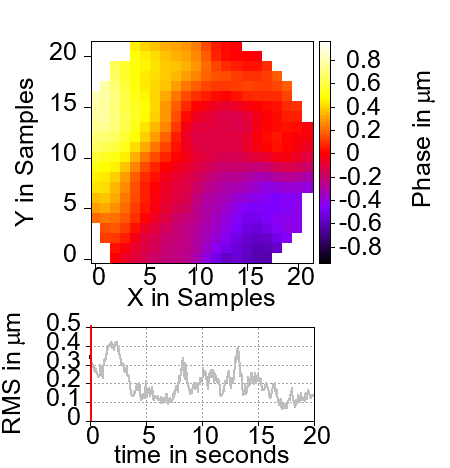 20
15
10
5
0
Y in Samples
0 5 10 15 20
X in Samples
0.8
0.6
0.4
0.2
0
-0.2
-0.4
-0.6
-0.8
Phase in μm
0.5
0.4
0.3
0.2
0.1
0
RMS in μm
0 5 10 15 20
time in seconds